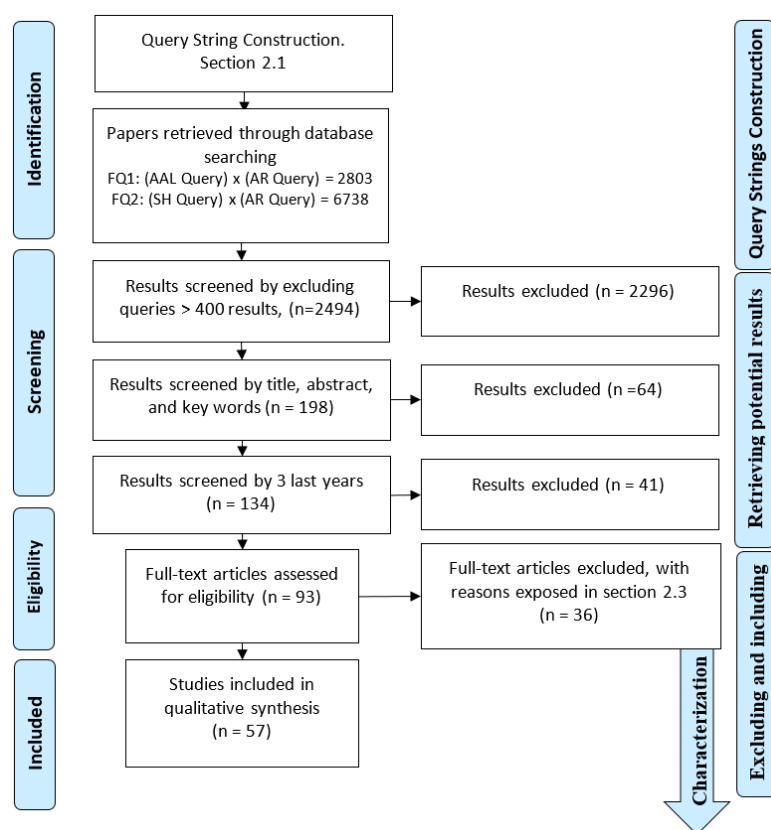 Identification
Query String Construction.
Section 2.1
Query Strings Construction
Papers retrieved through database
searching
FQ1: (AAL Query) x (AR Query) = 2803
FQ2: (SH Query) x (AR Query) = 6738
Screening
Results screened by excluding
queries > 400 results, (n=2494)
Results excluded (n = 2296)
Retrieving potential results
Results screened by title, abstract,
and key words (n = 198)
Results excluded (n =64)
Results screened by 3 last years
(n = 134)
Results excluded (n = 41)
Eligibility
Full-text articles assessed
for eligibility (n = 93)
Full-text articles excluded, with
reasons exposed in section 2.3
(n = 36)
Excluding and including
Included
Studies included in
qualitative synthesis
(n = 57)
Characterization